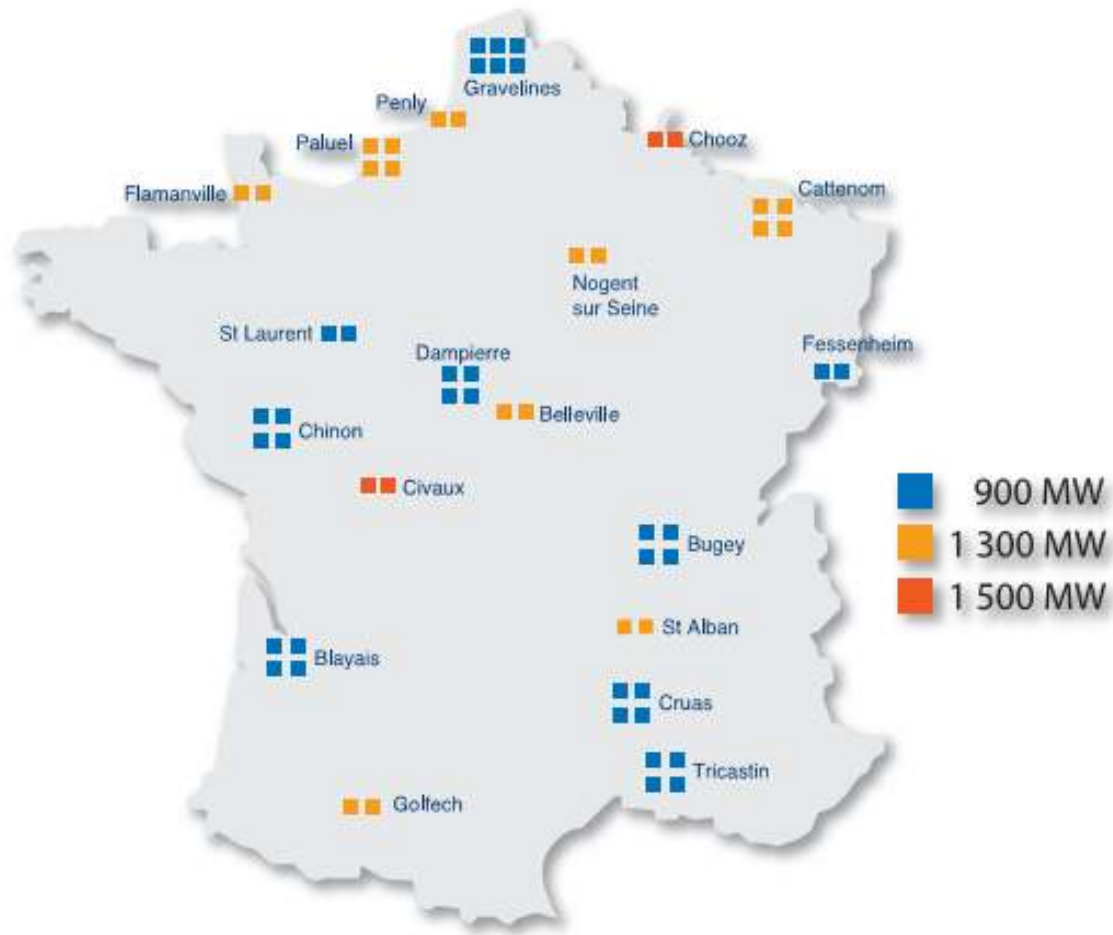 Gravelines
Penly
Chooz
Paluel
Flamanville
Cattenom
Nogent
sur Seine
St Laurent
Dampierre
Fessenheim
Belleville
Chinon
Civaux
900 MW
1 300 MW
1 500 MW
Bugey
St Alban
Blayais
Cruas
Tricastin
Golfech